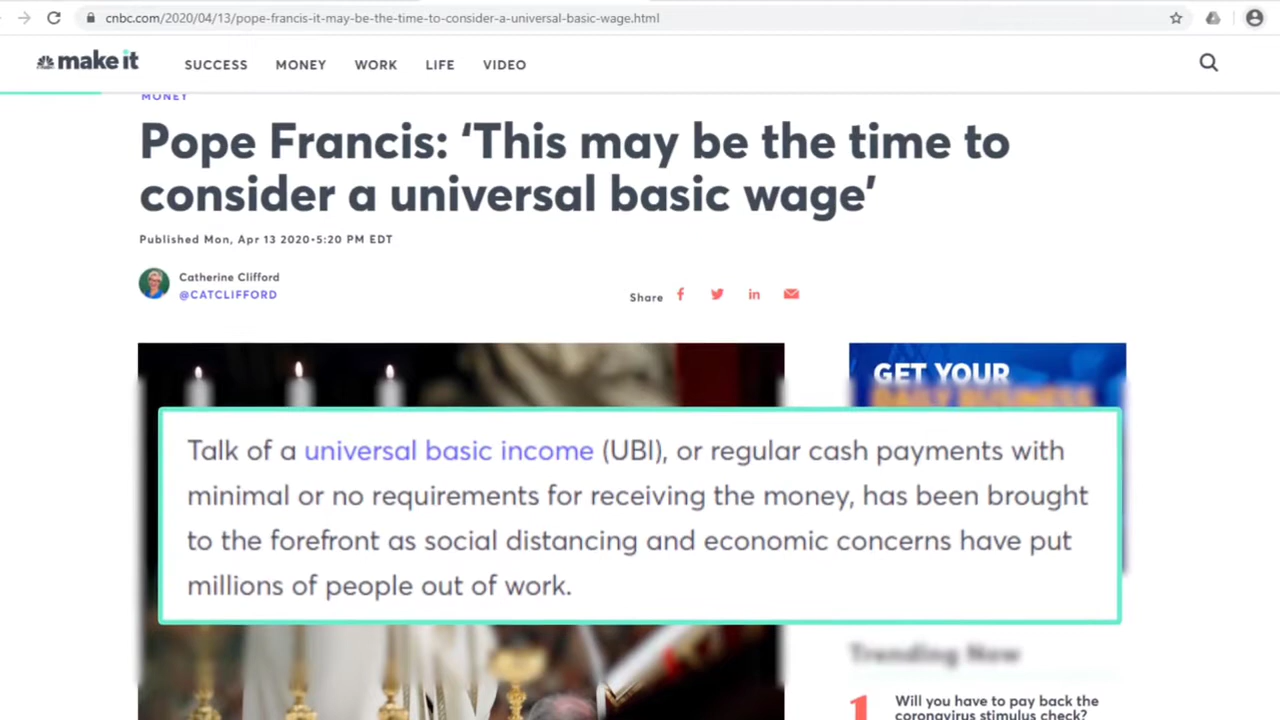 cnbc.com/2020/04/13/pope-francis-it-may-be-the-time-to-consider-a-universal-basic-wage.html
make it SUCCESS MONEY WORK LIFE VIDEO
MONEY
Pope Francis: ‘This may be the time to
consider a universal basic wage’
Published Mon, Apr 13 2020•5:20 PM EDT
Catherine Clifford
@CATCLIFFORD
Share
GET YOUR
DAILY BUSINESS
Talk of a universal basic income (UBI), or regular cash payments with
minimal or no requirements for receiving the money, has been brought
to the forefront as social distancing and economic concerns have put
millions of people out of work.
Trending Now
1 Will you have to pay back the
coronavirus stimulus check?